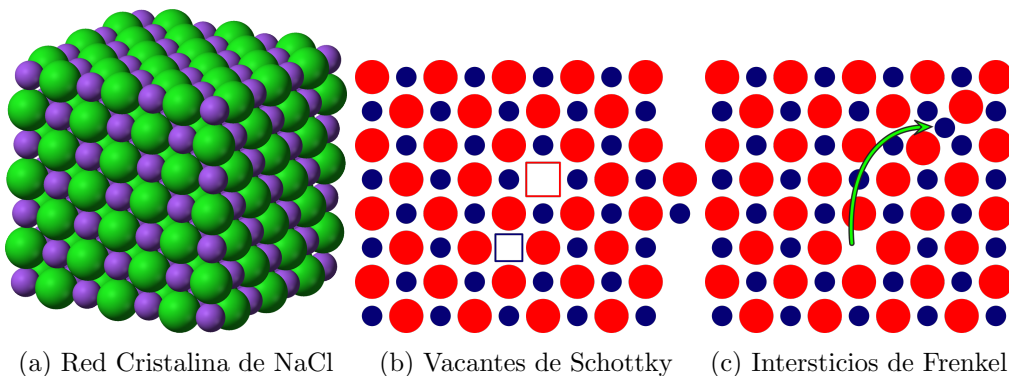 (a) Red Cristalina de NaCl
(b) Vacantes de Schottky
(c) Intersticios de Frenkel